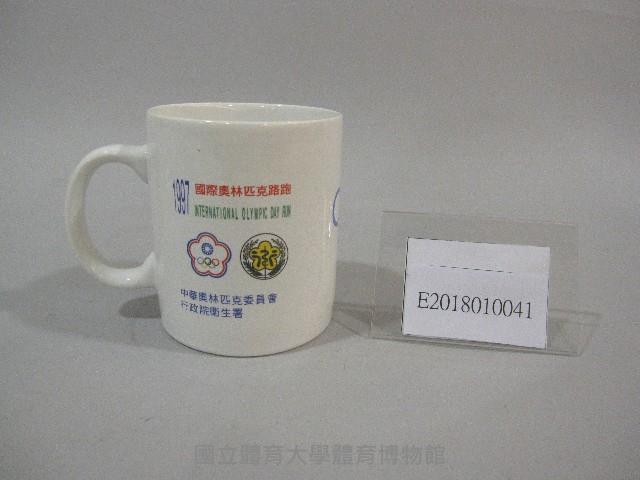 1997
國際奧林匹克路跑
INTERNATIONAL OLYMPIC DAY RUN
衛
中華奧林匹克委員會
行政院衛生署
E2018010041
國立體育大學體育博物館